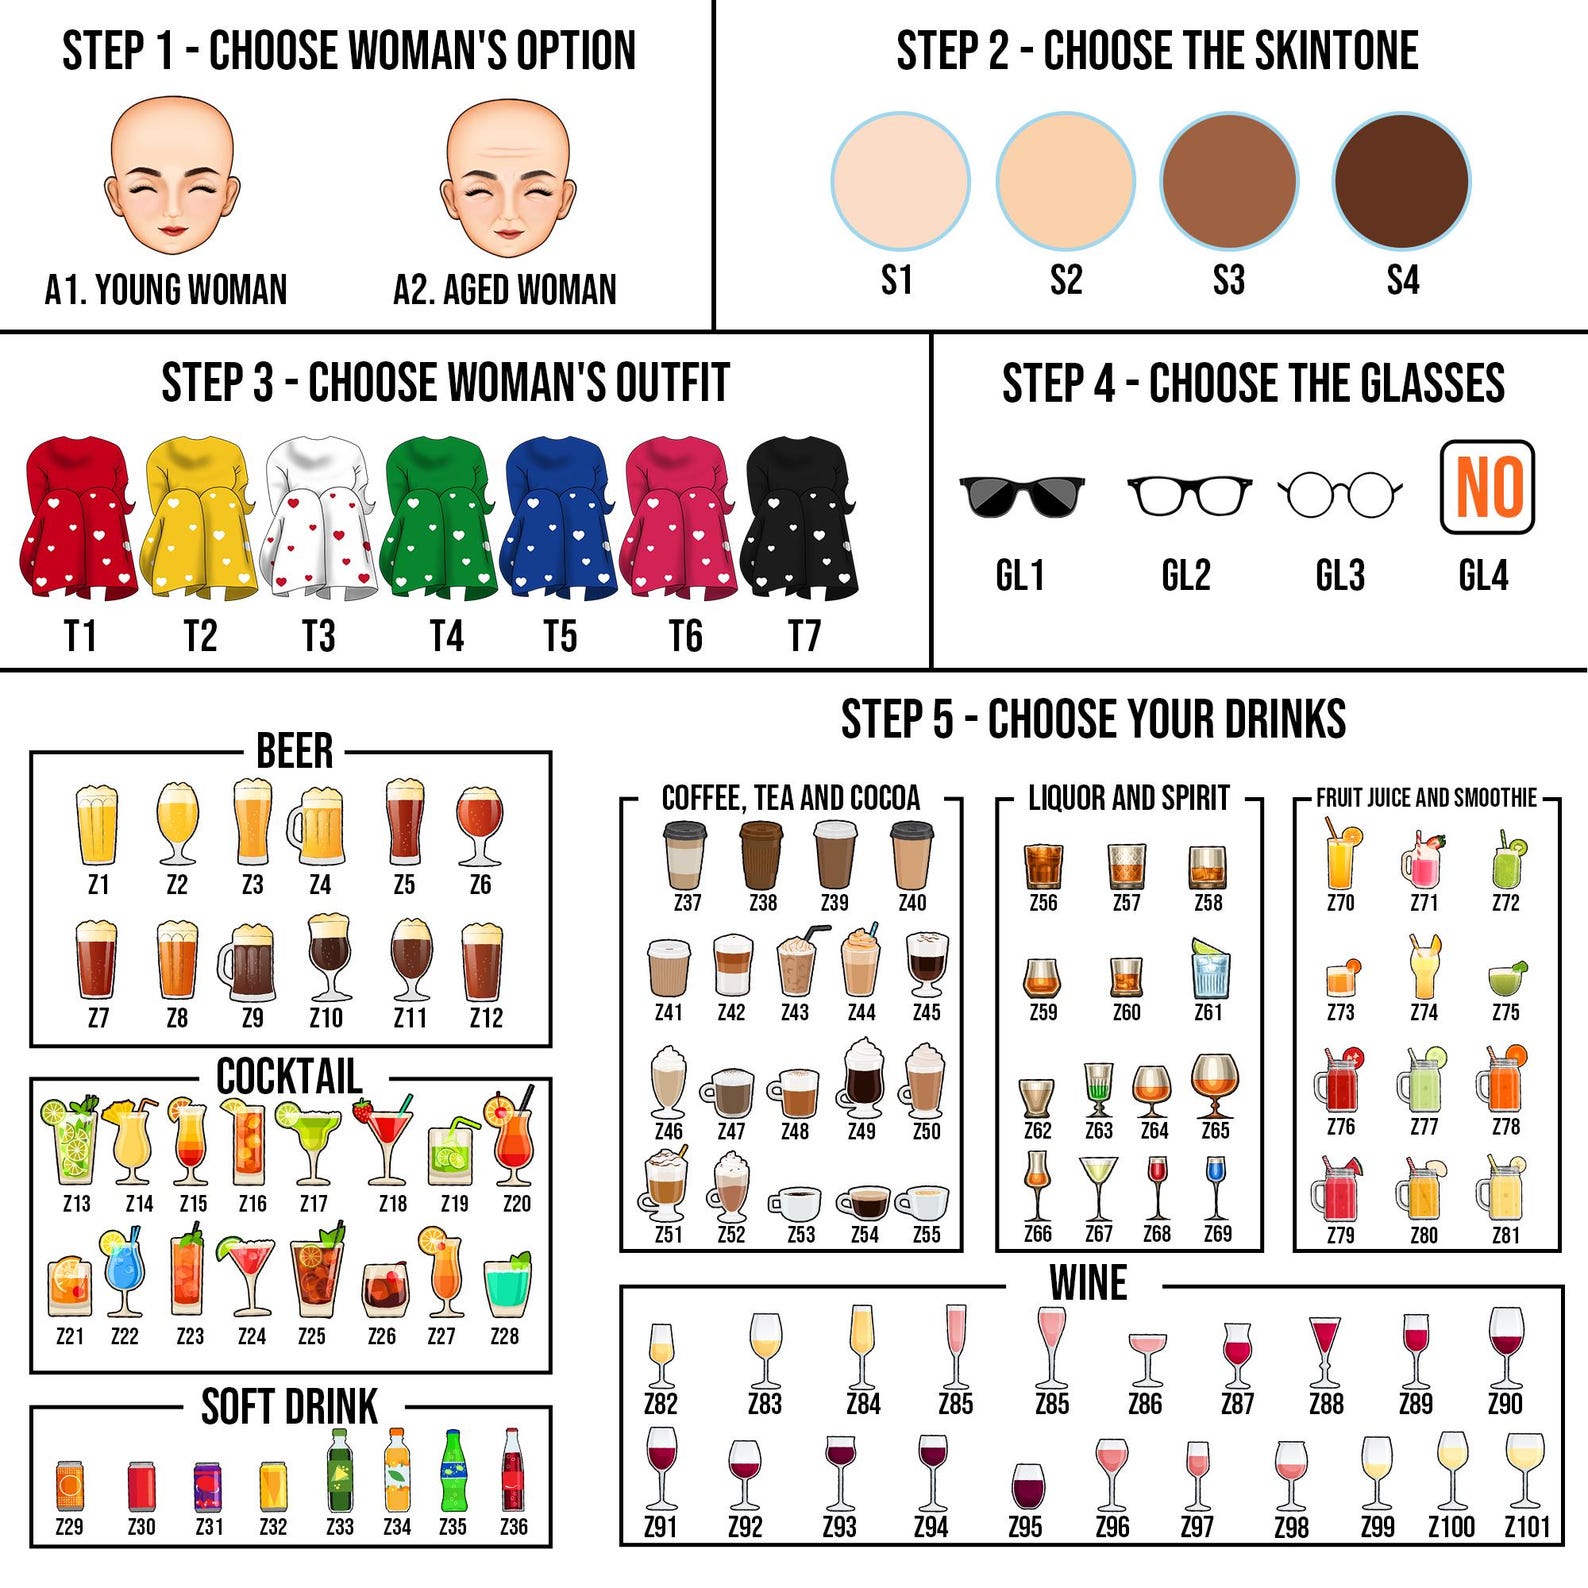 STEP 1 - CHOOSE WOMAN'S OPTION
A1. YOUNG WOMAN
A2. AGED WOMAN
STEP 2 - CHOOSE THE SKINTONE
S1 S2 S3 S4
STEP 3 - CHOOSE WOMAN'S OUTFIT
T1 T2 T3 T4 T5 T6 T7
STEP 4 - CHOOSE THE GLASSES
NO
GL1 GL2 GL3 GL4
STEP 5 - CHOOSE YOUR DRINKS
BEER
Z1 Z2 Z3 Z4 Z5 Z6
Z7 Z8 Z9 Z10 Z11 Z12
COCKTAIL
Z13 Z14 Z15 Z16 Z17 Z18 Z19 Z20
Z21 Z22 Z23 Z24 Z25 Z26 Z27 Z28
SOFT DRINK
Z29 Z30 Z31 Z32 Z33 Z34 Z35 Z36
COFFEE, TEA AND COCOA
Z37 Z38 Z39 Z40
Z41 Z42 Z43 Z44 Z45
Z46 Z47 Z48 Z49 Z50
Z51 Z52 Z53 Z54 Z55
LIQUOR AND SPIRIT
Z56 Z57 Z58
Z59 Z60 Z61
Z62 Z63 Z64 Z65
Z66 Z67 Z68 Z69
FRUIT JUICE AND SMOOTHIE
Z70 Z71 Z72
Z73 Z74 Z75
Z76 Z77 Z78
Z79 Z80 Z81
WINE
Z82 Z83 Z84 Z85 Z85 Z86 Z87 Z88 Z89 Z90
Z91 Z92 Z93 Z94 Z95 Z96 Z97 Z98 Z99 Z100 Z101